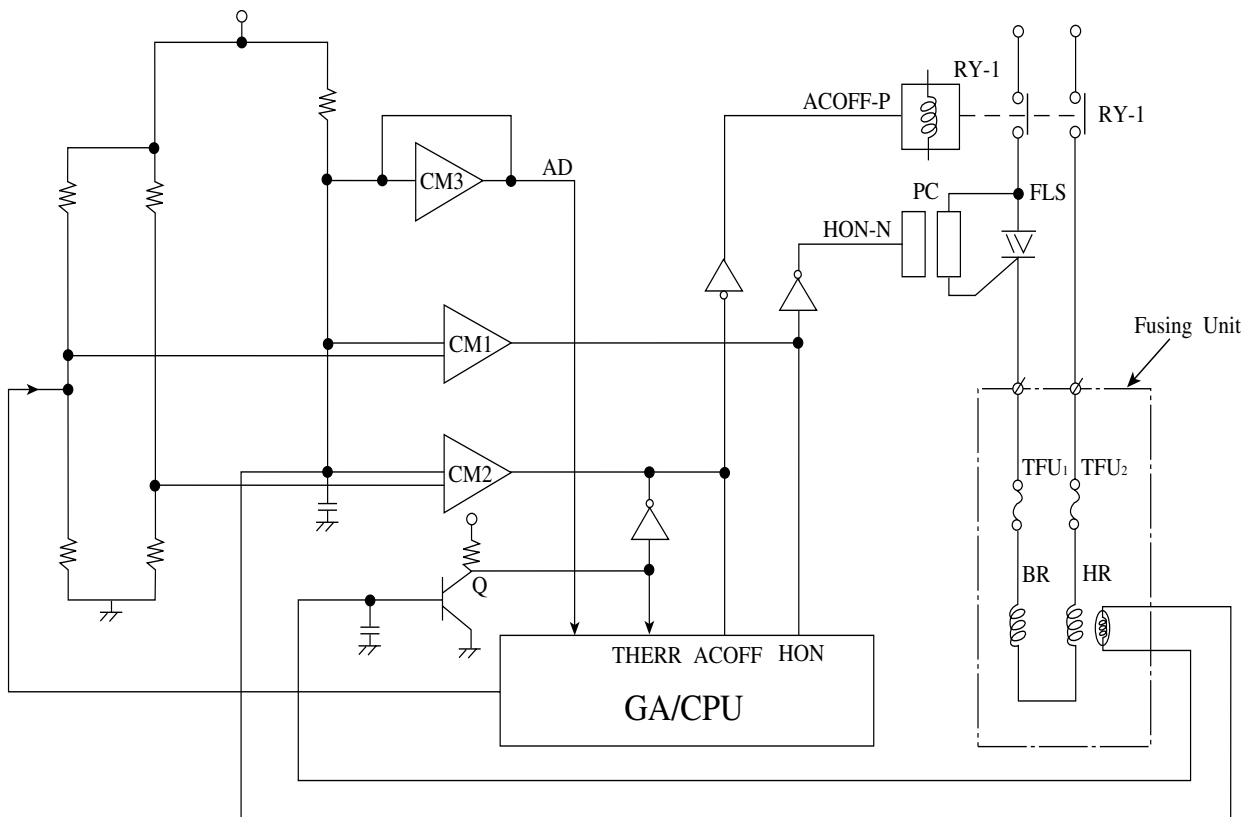 RY-1
ACOFF-P
RY-1
CM3
AD
PC
FLS
HON-N
CM1
Fusing Unit
CM2
TFU₁
TFU₂
Q
BR
HR
THERR
ACOFF
HON
GA/CPU